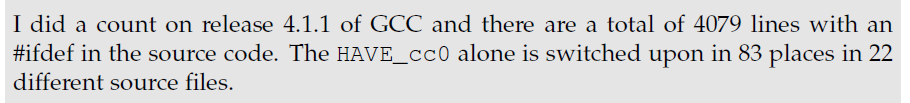 I did a count on release 4.1.1 of GCC and there are a total of 4079 lines with an
#ifdef in the source code. The HAVE_cc0 alone is switched upon in 83 places in 22
different source files.